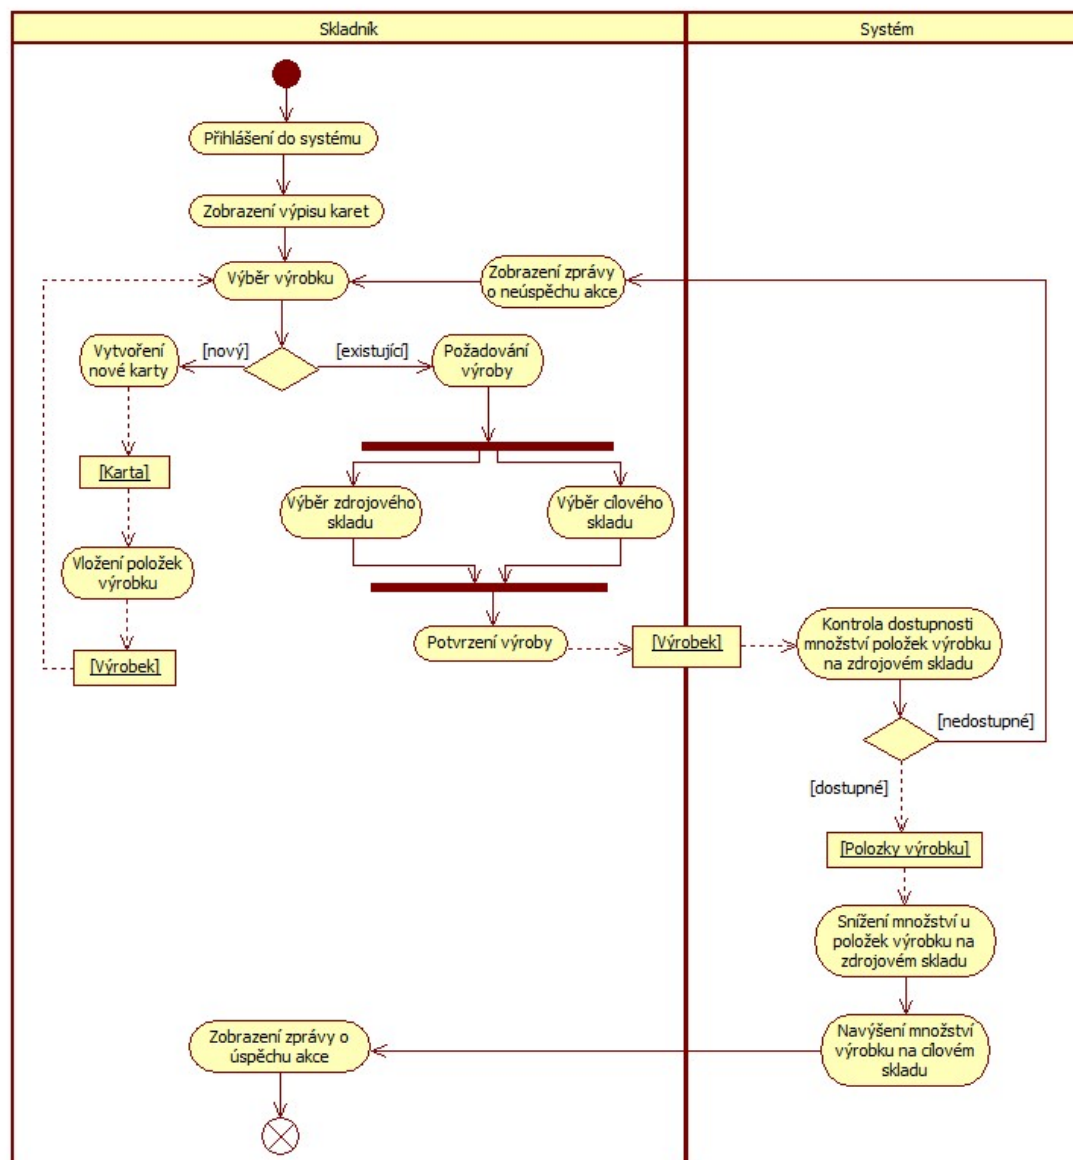 Skladník
Systém
Přihlášení do systému
Zobrazení výpisu karet
Výběr výrobku
Zobrazení zprávy
o neúspěchu akce
Vytvoření
nové karty
[nový]
[existující]
Požadování
výroby
[Karta]
Výběr zdrojového
skladu
Výběr cílového
skladu
Vložení položek
výrobku
[Výrobek]
Potvrzení výroby
[Výrobek]
Kontrola dostupnosti
množství položek výrobku
na zdrojovém skladu
[nedostupné]
[dostupné]
[Polozky výrobku]
Snížení množství u
položek výrobku na
zdrojovém skladu
Navýšení množství
výrobku na cílovém
skladu
Zobrazení zprávy o
úspěchu akce